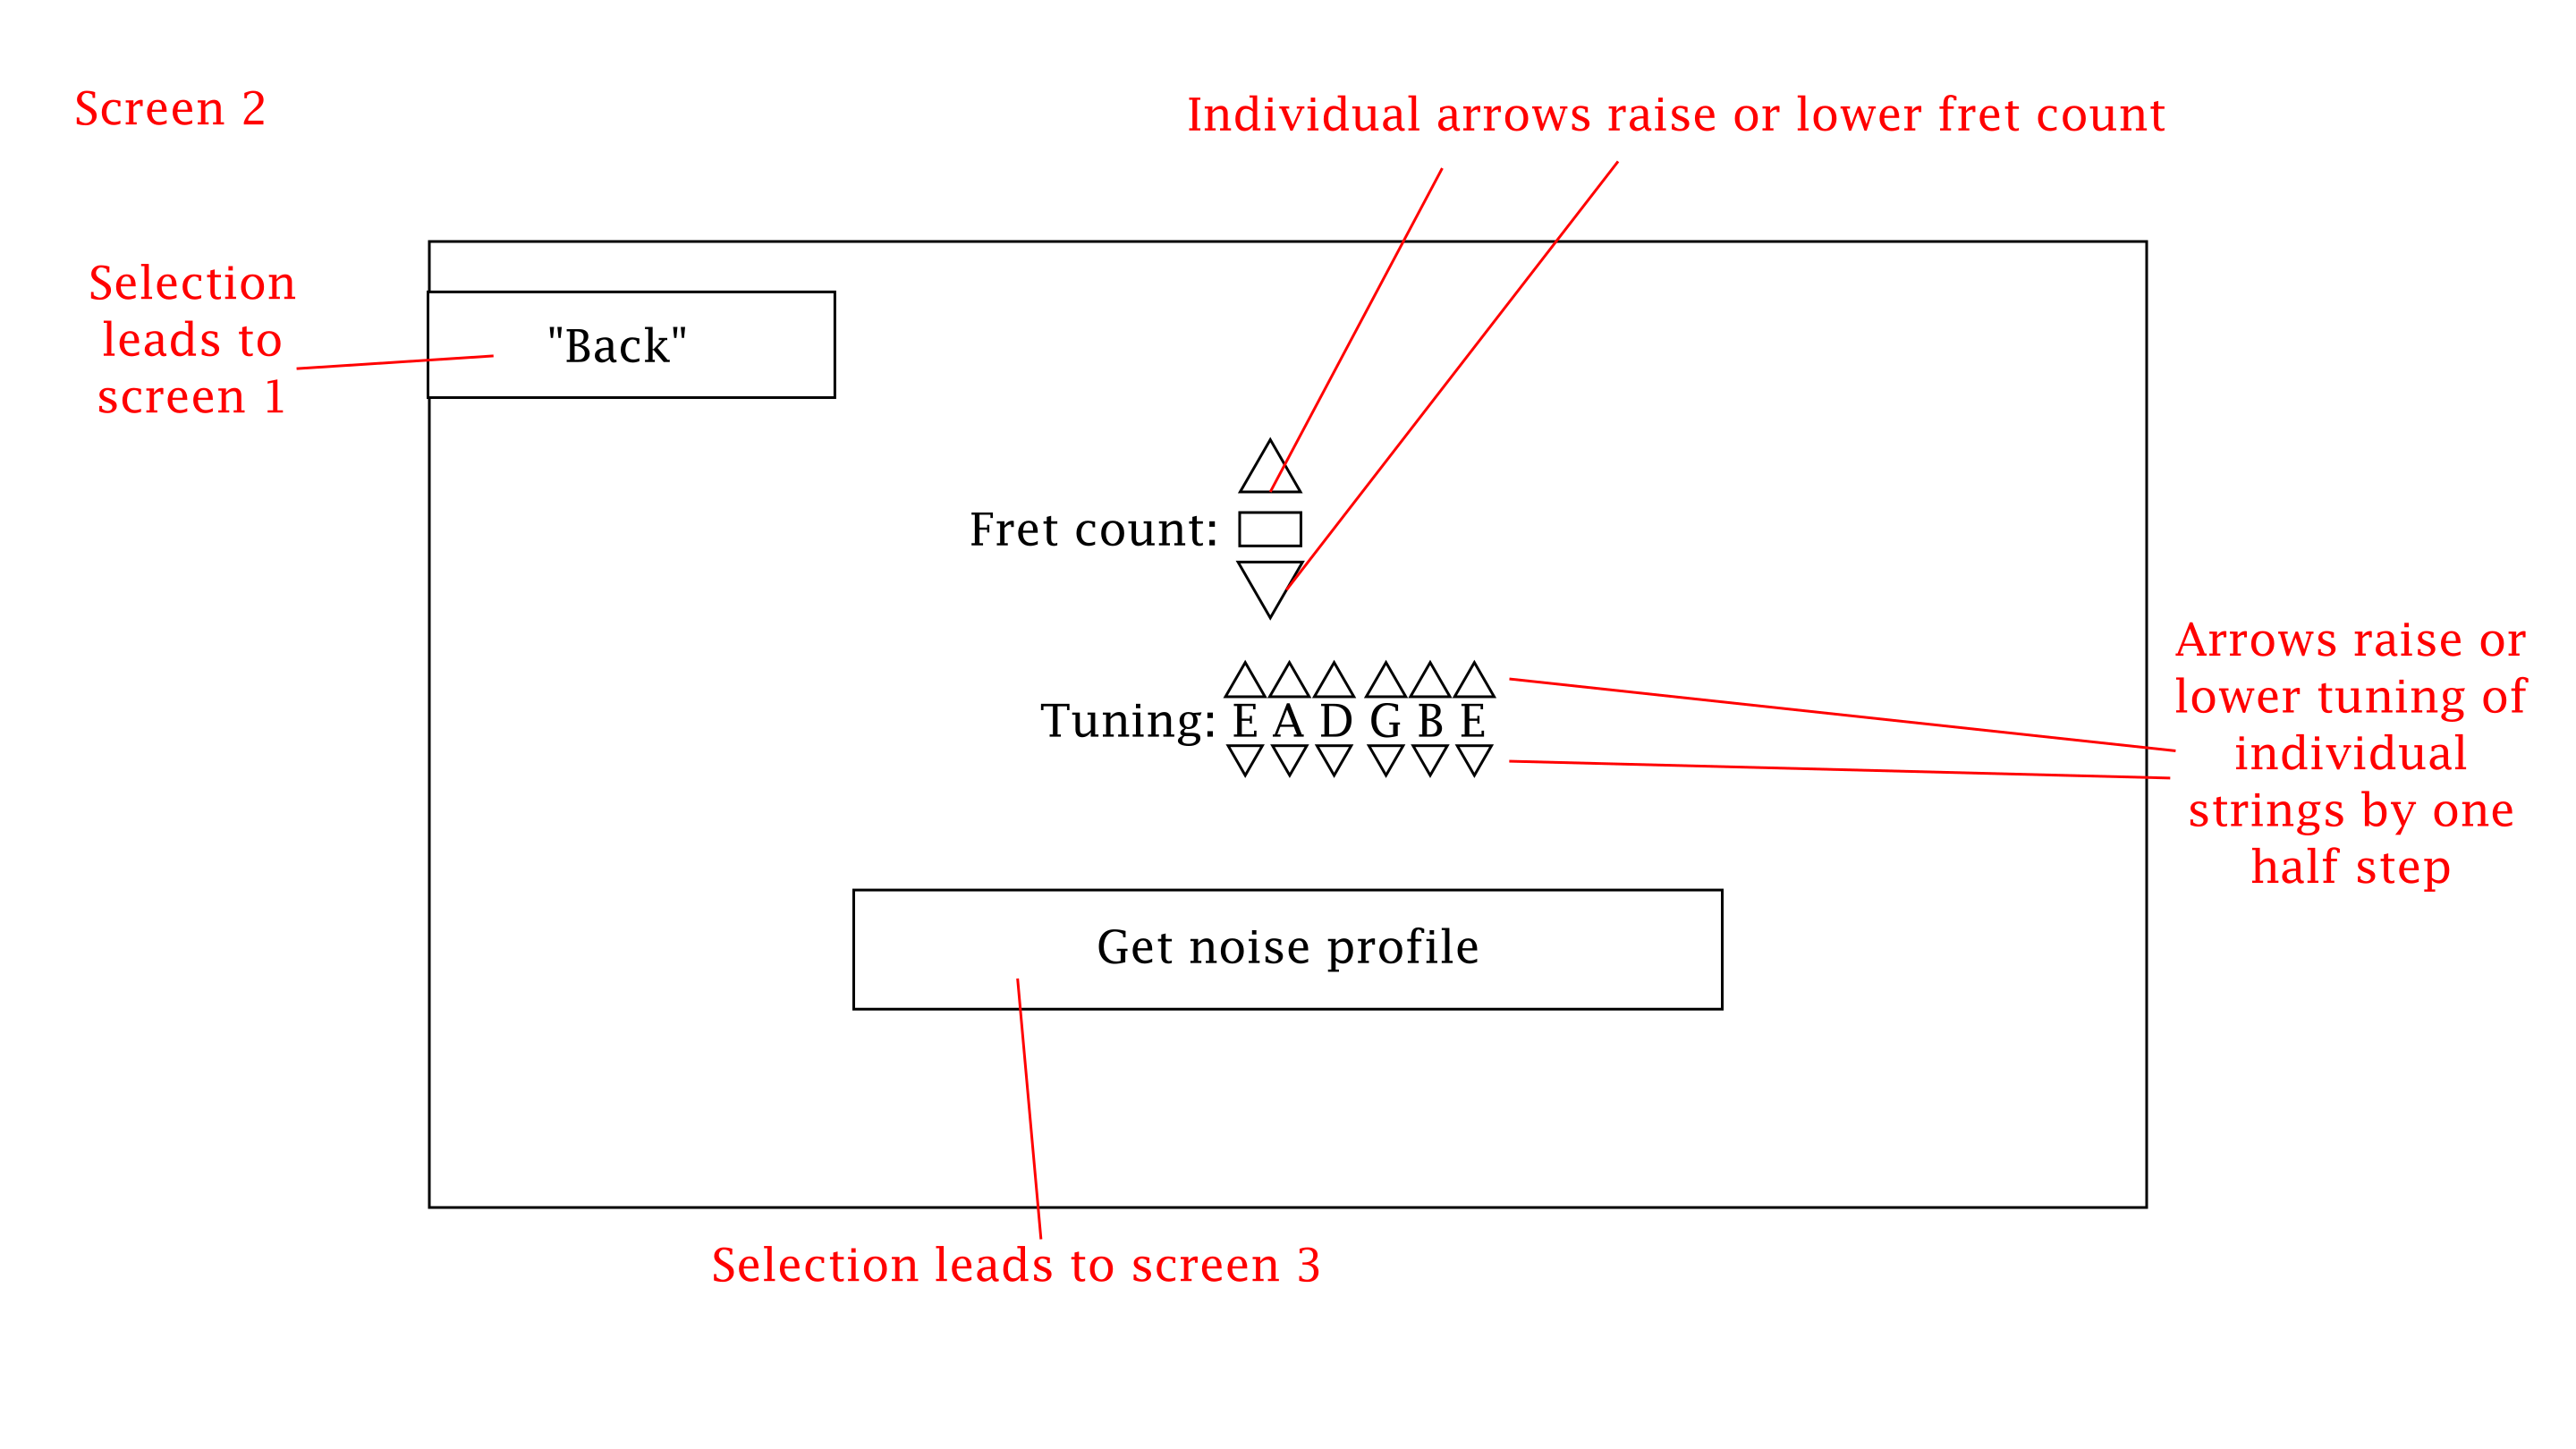 Screen 2
Individual arrows raise or lower fret count
Selection
leads to
screen 1
"Back"
Fret count:
Tuning: E A D G B E
Arrows raise or
lower tuning of
individual
strings by one
half step
Get noise profile
Selection leads to screen 3